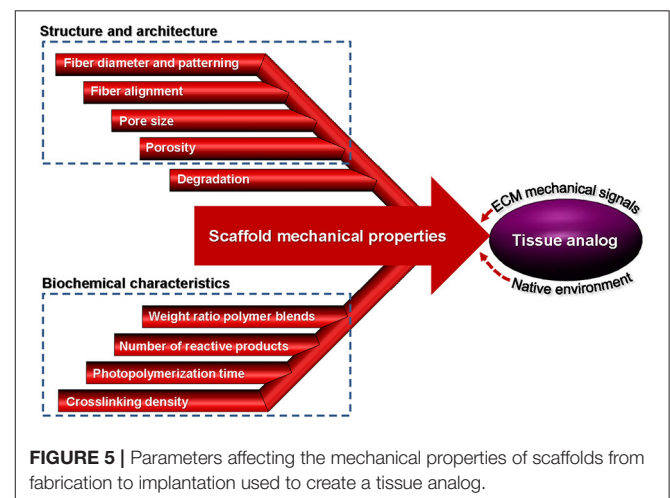 Structure and architecture
Fiber diameter and patterning
Fiber alignment
Pore size
Porosity
Degradation
Scaffold mechanical properties
ECM mechanical signals
Tissue analog
Native environment
Biochemical characteristics
Weight ratio polymer blends
Number of reactive products
Photopolymerization time
Crosslinking density
FIGURE 5 | Parameters affecting the mechanical properties of scaffolds from
fabrication to implantation used to create a tissue analog.